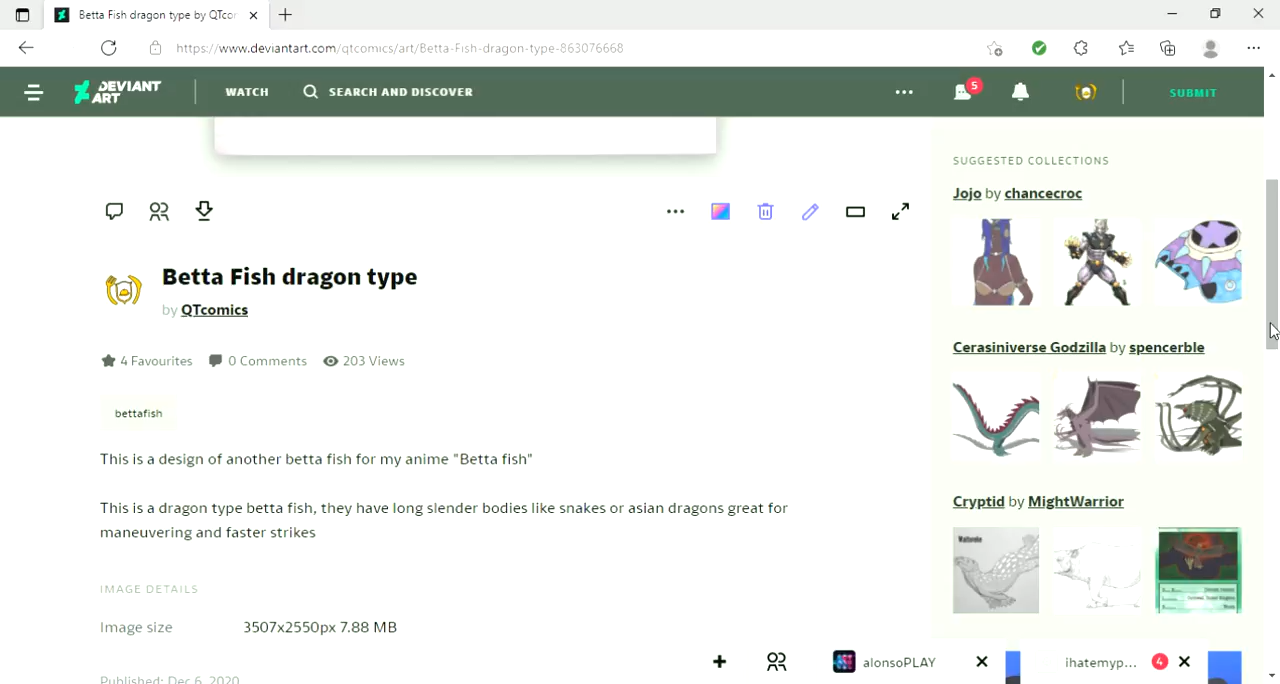 Betta Fish dragon type by QTcor
https://www.deviantart.com/qtcomics/art/Betta-Fish-dragon-type-863076668
DEVIANT
ART
WATCH
SEARCH AND DISCOVER
5
SUBMIT
SUGGESTED COLLECTIONS
Jojo by chancecroc
Betta Fish dragon type
by QTcomics
4 Favourites
0 Comments
203 Views
Cerasiniverse Godzilla by spencerble
bettafish
This is a design of another betta fish for my anime "Betta fish"
This is a dragon type betta fish, they have long slender bodies like snakes or asian dragons great for
maneuvering and faster strikes
Cryptid by MightWarrior
IMAGE DETAILS
Image size 3507x2550px 7.88 MB
alonsoPLAY
ihatemyp... 4
Published: Dec 6, 2020